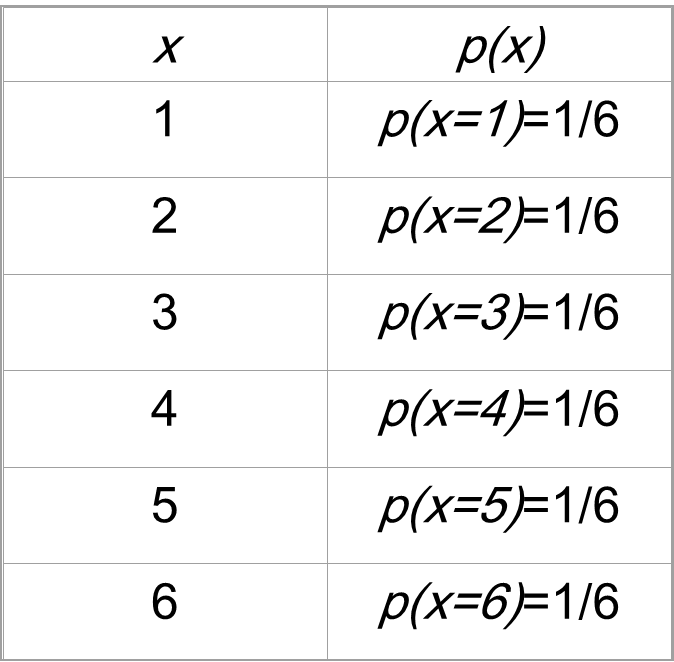 x p(x)
1 p(x=1)=1/6
2 p(x=2)=1/6
3 p(x=3)=1/6
4 p(x=4)=1/6
5 p(x=5)=1/6
6 p(x=6)=1/6